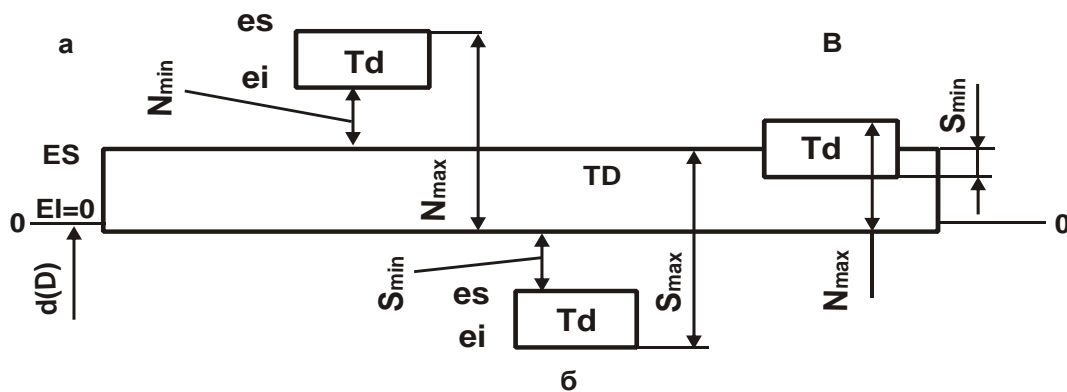 а
es
ei
Td
Nmin
Nmax
В
Td
Smin
ES
TD
0
EI=0
0
d(D)
Smin
es
ei
Td
Smax
Nmax
б